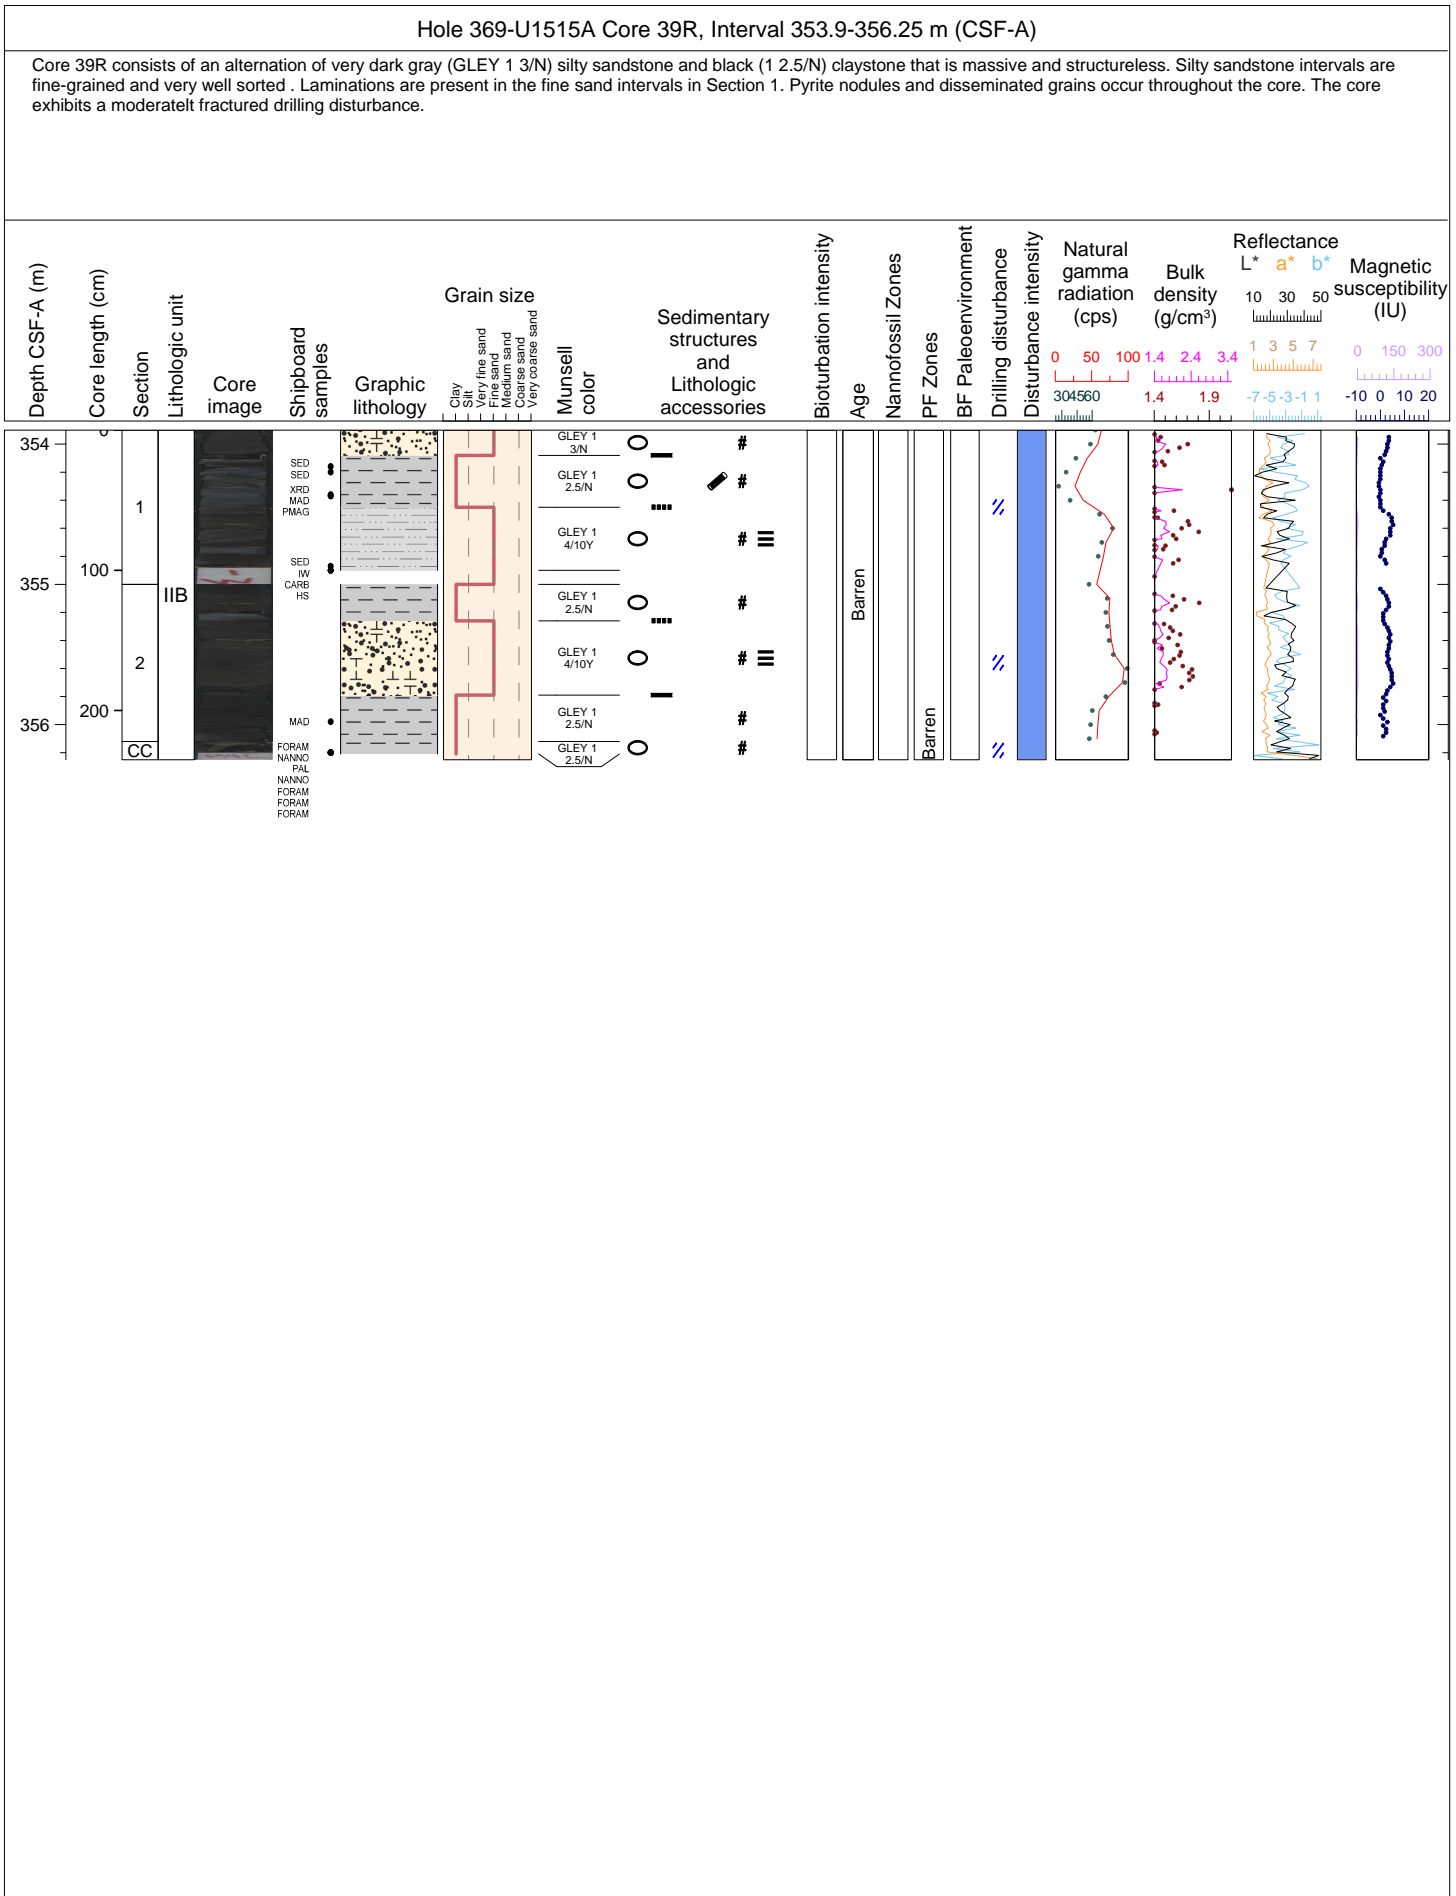 Hole 369-U1515A Core 39R, Interval 353.9-356.25 m (CSF-A)
Core 39R consists of an alternation of very dark gray (GLEY 1 3/N) silty sandstone and black (1 2.5/N) claystone that is massive and structureless. Silty sandstone intervals are
fine-grained and very well sorted . Laminations are present in the fine sand intervals in Section 1. Pyrite nodules and disseminated grains occur throughout the core. The core
exhibits a moderatelt fractured drilling disturbance.
Depth CSF-A (m)
Core length (cm)
Section
Lithologic unit
Core
image
Shipboard
samples
Graphic
lithology
Grain size
Clay
Silt
Very fine sand
Fine sand
Medium sand
Coarse sand
Very coarse sand
Munsell
color
Sedimentary
structures
and
Lithologic
accessories
Bioturbation intensity
Age
Nannofossil Zones
PF Zones
BF Paleoenvironment
Drilling disturbance
Disturbance intensity
Natural
gamma
radiation
(cps)
0 50 100
304560
Bulk
density
(g/cm³)
1.4 2.4 3.4
1.4 1.9
Reflectance
L* a* b*
10 30 50
1 3 5 7
-7 -5 -3 -1 1
Magnetic
susceptibility
(IU)
0 150 300
-10 0 10 20
354
355
356
0
100
200
1
2
CC
IIB
SED
SED
XRD
MAD
PMAG
SED
IW
CARB
HS
MAD
FORAM
NANNO
PAL
NANNO
FORAM
FORAM
FORAM
GLEY 1
3/N
GLEY 1
2.5/N
GLEY 1
4/10Y
GLEY 1
2.5/N
GLEY 1
4/10Y
GLEY 1
2.5/N
GLEY 1
2.5/N
#
#
#
#
#
#
#
Barren
Barren